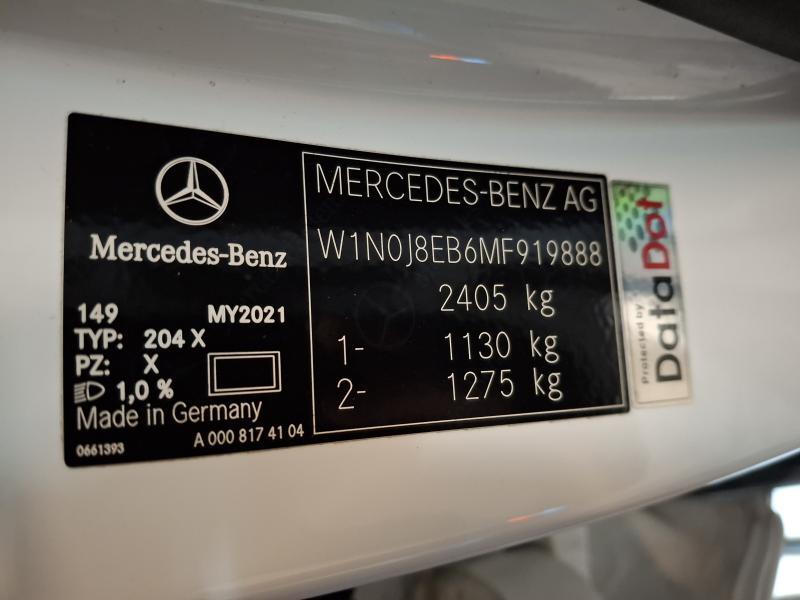 Mercedes-Benz
149 MY2021
TYP: 204 X
PZ: X
1,0 %
Made in Germany
0661393 A 000 817 41 04
MERCEDES-BENZ AG
W1N0J8EB6MF919888
2405 kg
1- 1130 kg
2- 1275 kg
Protected by
DataDot